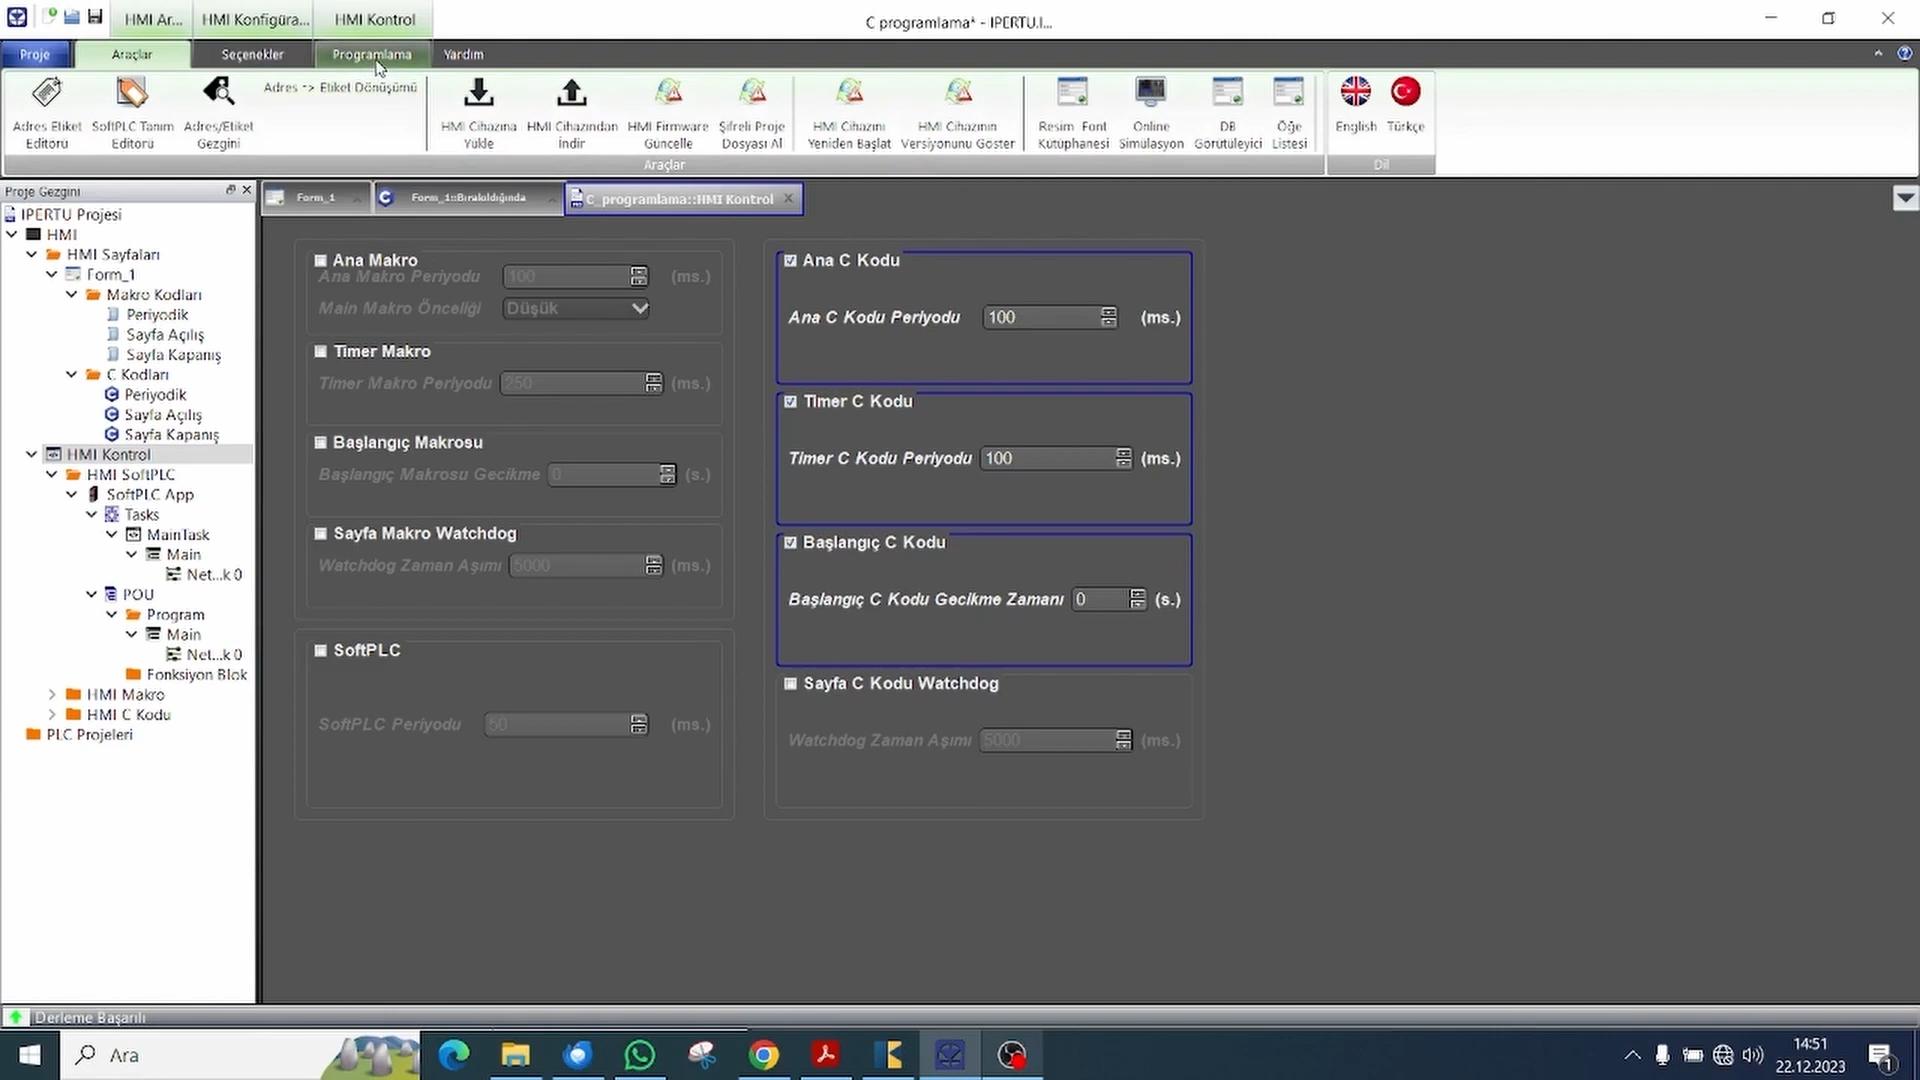 HMI Ar... HMI Konfigüra... HMI Kontrol
C programlama* - IPERTU.I...
Proje Araçlar Seçenekler Programlama Yardım
Adres Etiket Editörü
SoftPLC Tanım Editörü
Adres/Etiket Gezgini
Adres -> Etiket Dönüşümü
HMI Cihazına Yükle
HMI Cihazından İndir
HMI Firmware Güncelle
Şifreli Proje Dosyası Al
HMI Cihazını Yeniden Başlat
HMI Cihazının Versiyonunu Göster
Resim Font Kütüphanesi
Online Simülasyon
DB Görütüleyici
Öğe Listesi
English
Türkçe
Araçlar
Dil
Proje Gezgini
IPERTU Projesi
HMI
HMI Sayfaları
Form_1
Makro Kodları
Periyodik
Sayfa Açılış
Sayfa Kapanış
C Kodları
Periyodik
Sayfa Açılış
Sayfa Kapanış
HMI Kontrol
HMI SoftPLC
SoftPLC App
Tasks
MainTask
Main
Net...k 0
POU
Program
Main
Net...k 0
Fonksiyon Blok
HMI Makro
HMI C Kodu
PLC Projeleri
Form_1
Form_1::Bırakıldığında
C_programlama::HMI Kontrol
Ana Makro
Ana Makro Periyodu 100 (ms.)
Main Makro Önceliği Düşük
Timer Makro
Timer Makro Periyodu 250 (ms.)
Başlangıç Makrosu
Başlangıç Makrosu Gecikme 0 (s.)
Sayfa Makro Watchdog
Watchdog Zaman Aşımı 5000 (ms.)
SoftPLC
SoftPLC Periyodu 50 (ms.)
Ana C Kodu
Ana C Kodu Periyodu 100 (ms.)
Timer C Kodu
Timer C Kodu Periyodu 100 (ms.)
Başlangıç C Kodu
Başlangıç C Kodu Gecikme Zamanı 0 (s.)
Sayfa C Kodu Watchdog
Watchdog Zaman Aşımı 5000 (ms.)
Derleme Başarılı
Ara
14:51
22.12.2023
1